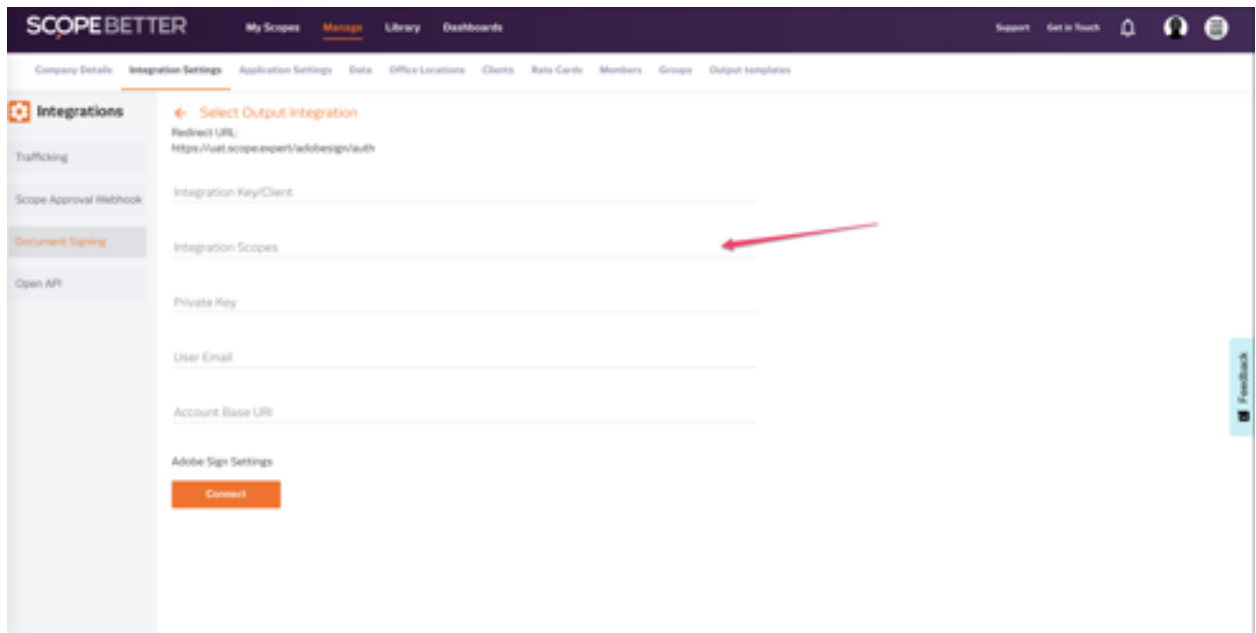 SCOPEBETTER My Scopes Manage Library Dashboards Support Get in Touch
Company Details Integration Settings Application Settings Data Office Locations Clients Rate Cards Members Groups Output templates
Integrations
Trafficking
Scope Approval Webhook
Document Signing
Open API
← Select Output Integration
Redirect URL:
https://uat.scope.expert/adobesign/auth
Integration Key/Client
Integration Scopes
Private Key
User Email
Account Base URI
Adobe Sign Settings
Connect
Feedback